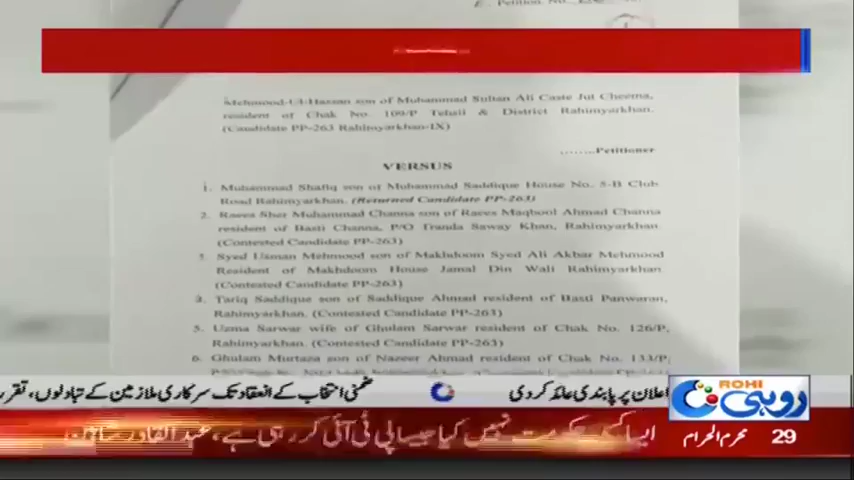 E. Petition No.
Mehmood-Ul-Hassan son of Muhammad Sultan Ali Caste Jut Cheema,
resident of Chak No. 109/P Tehsil & District Rahimyarkhan.
(Candidate PP-263 Rahimyarkhan-IX)
........Petitioner
VERSUS
1. Muhammad Shafiq son of Muhammad Saddique House No. 5-B Club
Road Rahimyarkhan. (Returned Candidate PP-263)
2. Raees Sher Muhammad Channa son of Raees Maqbool Ahmad Channa
resident of Basti Channa, P/O Tranda Saway Khan, Rahimyarkhan.
(Contested Candidate PP-263)
3. Syed Usman Mehmood son of Makhdoom Syed Ali Akbar Mehmood
Resident of Makhdoom House Jamal Din Wali Rahimyarkhan.
(Contested Candidate PP-263)
4. Tariq Saddique son of Saddique Ahmad resident of Basti Punwaran,
Rahimyarkhan. (Contested Candidate PP-263)
5. Uzma Sarwar wife of Ghulam Sarwar resident of Chak No. 126/P,
Rahimyarkhan. (Contested Candidate PP-263)
6. Ghulam Murtaza son of Nazeer Ahmad resident of Chak No. 133/P,
اعلان پر پابندی عائد کر دی ضمنی انتخاب کے انعقاد تک سرکاری ملازمین کے تبادلوں، تقرر
ROHI
روہی
حکومت نہیں کیا جیسا پی ٹی آئی کر رہی ہے، عبدالقادر
29 محرم الحرام